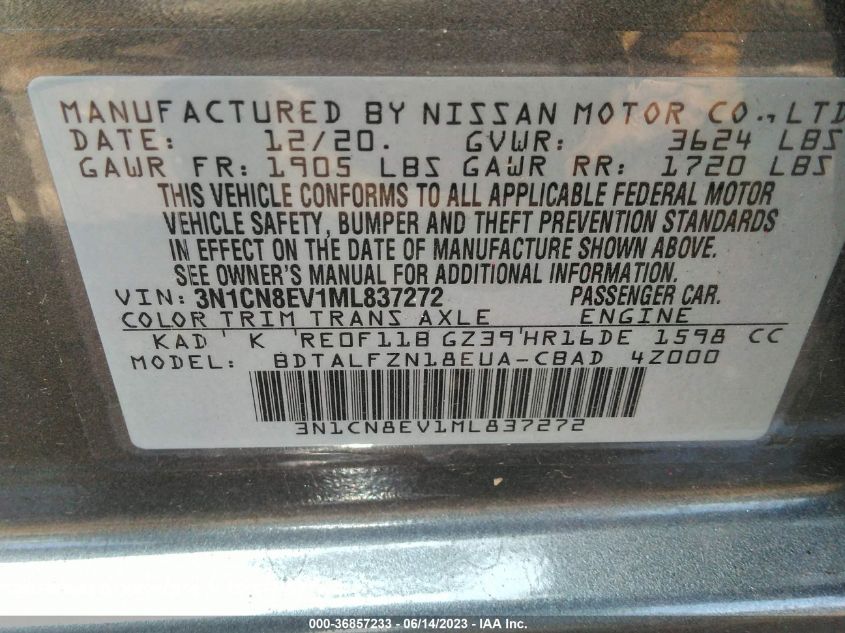 MANUFACTURED BY NISSAN MOTOR CO., LTD
DATE: 12/20. GVWR: 3624 LBS
GAWR FR: 1905 LBS GAWR RR: 1720 LBS
THIS VEHICLE CONFORMS TO ALL APPLICABLE FEDERAL MOTOR
VEHICLE SAFETY, BUMPER AND THEFT PREVENTION STANDARDS
IN EFFECT ON THE DATE OF MANUFACTURE SHOWN ABOVE.
SEE OWNER'S MANUAL FOR ADDITIONAL INFORMATION.
VIN: 3N1CN8EV1ML837272 PASSENGER CAR.
COLOR TRIM TRANS AXLE ENGINE
KAD K RE0F11B GZ39 HR16DE 1598 CC
MODEL: BDTALFZN18EUA-CBAD 4Z000
3N1CN8EV1ML837272
000-36857233 - 06/14/2023 - IAA Inc.